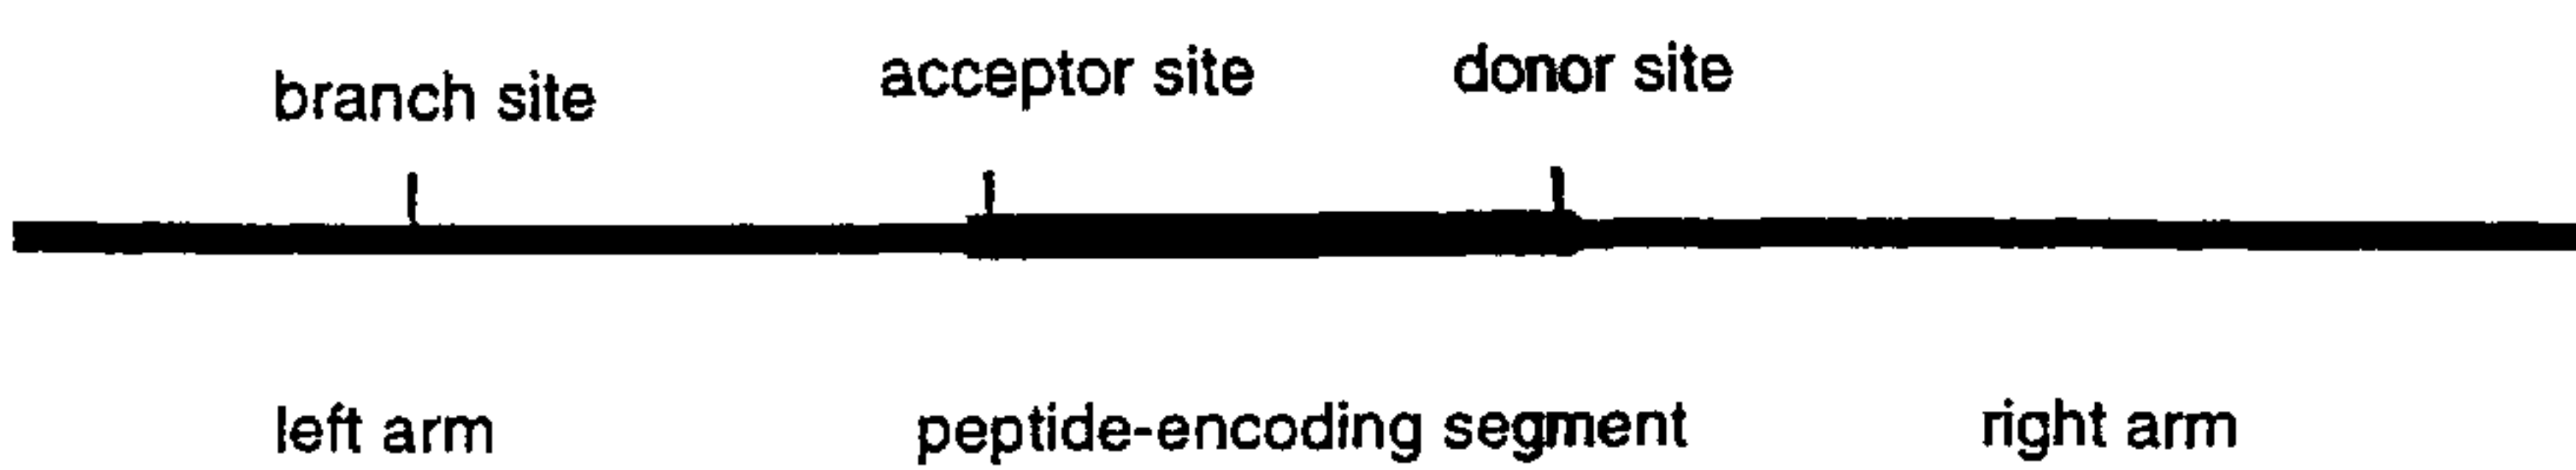 branch site
acceptor site
donor site
left arm
peptide-encoding segment
right arm